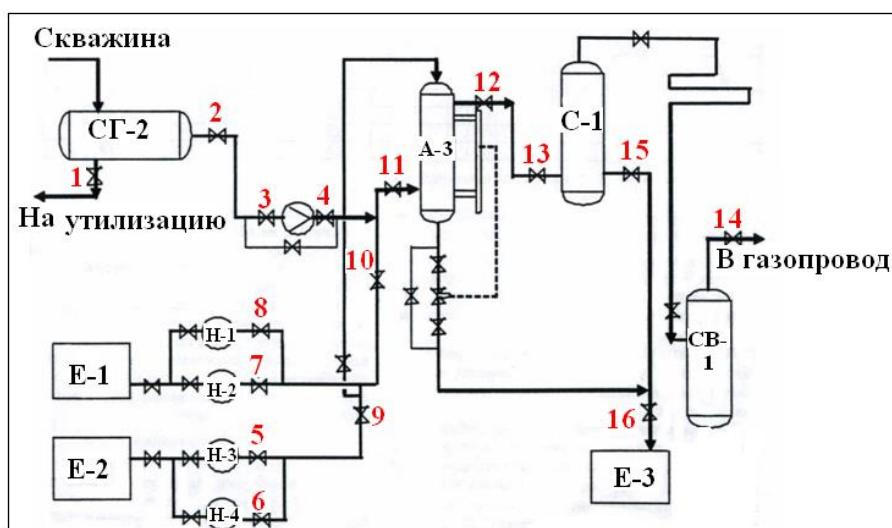 Скважина
СГ-2
2
1
На утилизацию
3
4
10
11
А-3
12
13
С-1
15
14
В газопровод
СВ-
1
8
Н-1
7
Н-2
Е-1
9
5
Н-3
Е-2
6
Н-4
16
Е-3